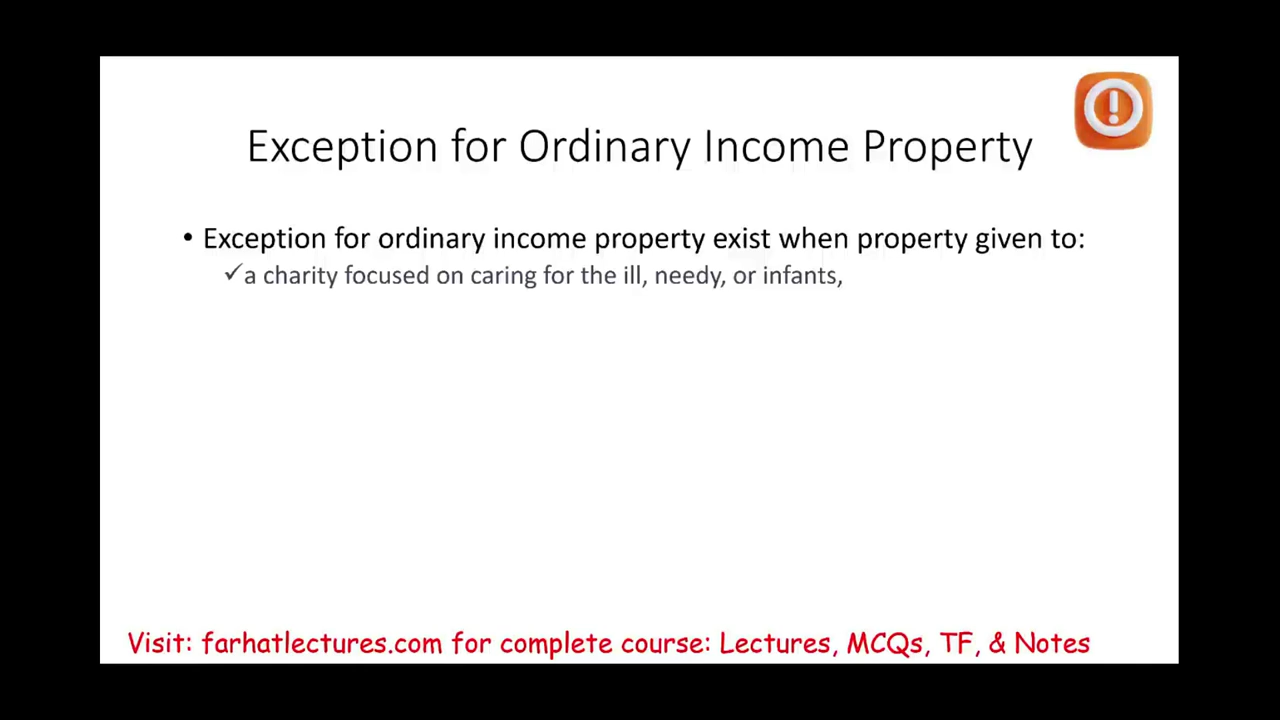 Exception for Ordinary Income Property
• Exception for ordinary income property exist when property given to:
✓a charity focused on caring for the ill, needy, or infants,
Visit: farhatlectures.com for complete course: Lectures, MCQs, TF, & Notes